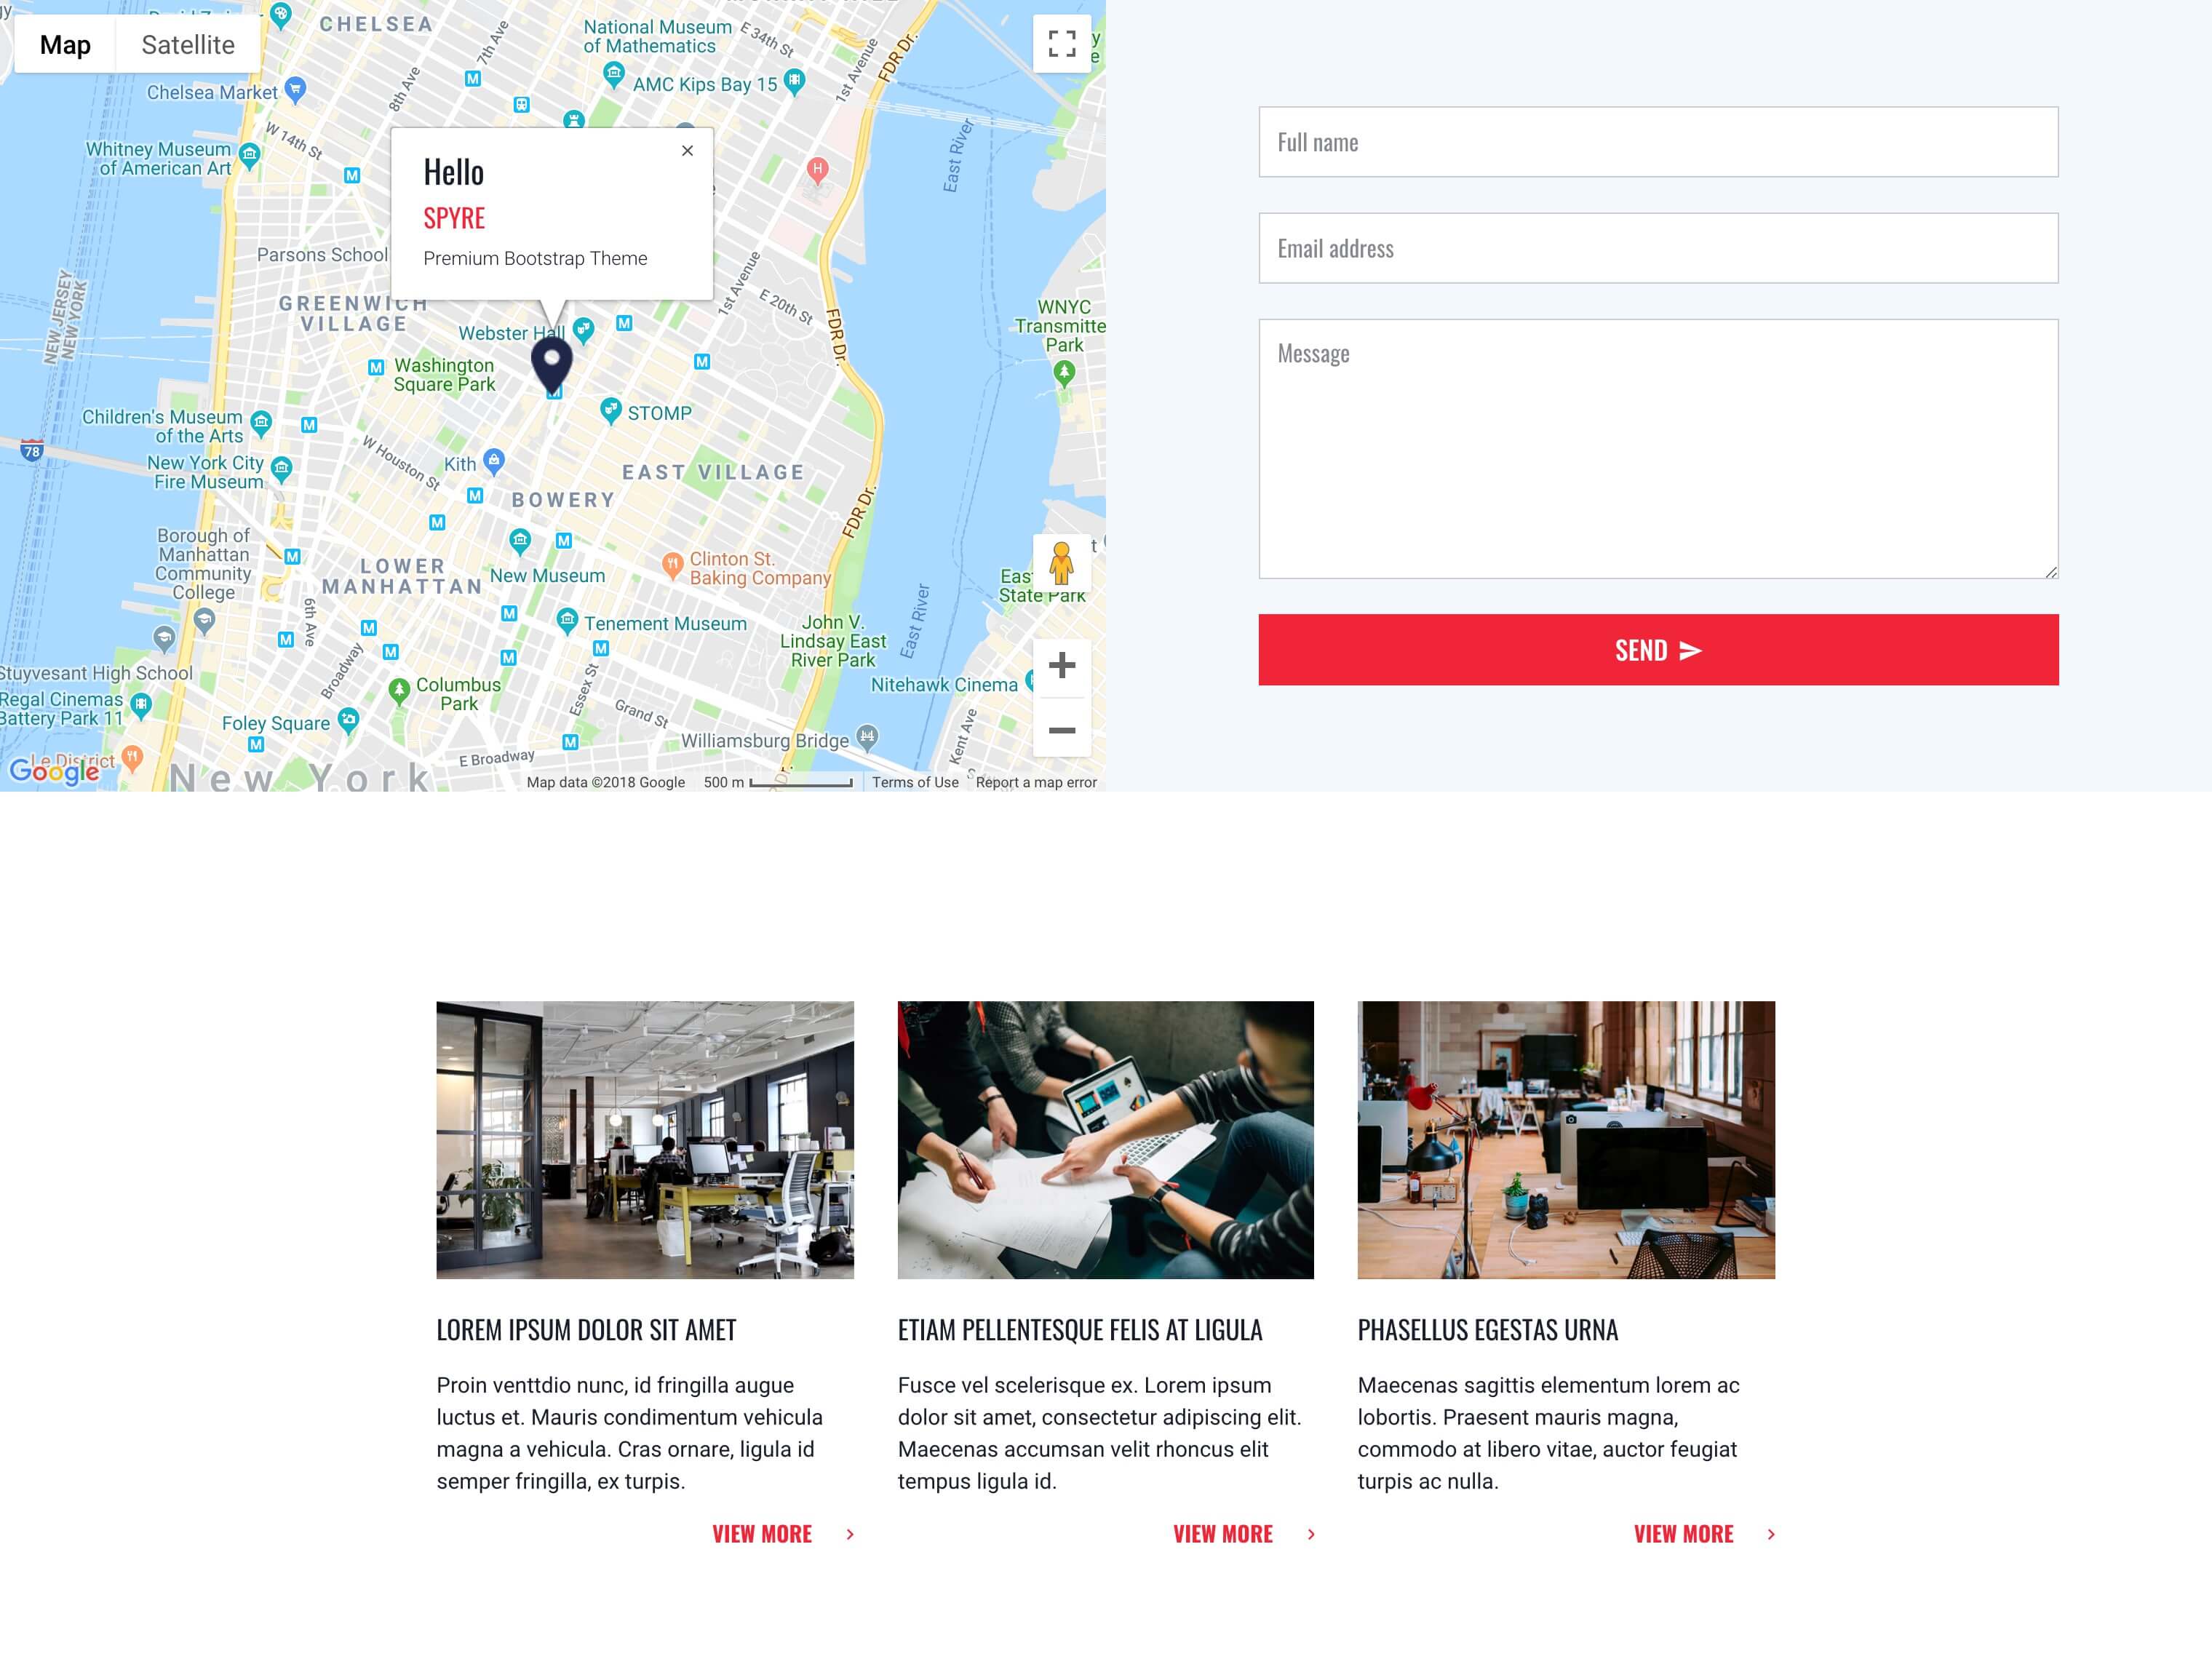 Map
Satellite
CHELSEA
7th Ave
8th Ave
National Museum
of Mathematics
E 34th St
1st Avenue
FDR Dr.
Chelsea Market
AMC Kips Bay 15
W 14th St
Whitney Museum
of American Art
East River
H
Hello
SPYRE
Premium Bootstrap Theme
Parsons School
GREENWICH
VILLAGE
1st Avenue
E 20th St
NEW JERSEY
NEW YORK
Webster Hall
FDR Dr.
WNYC
Transmitte
Park
Washington
Square Park
Children's Museum
of the Arts
STOMP
78
W Houston St
New York City
Fire Museum
Kith
EAST VILLAGE
BOWERY
FDR Dr.
Borough of
Manhattan
Community
College
LOWER
MANHATTAN
New Museum
Clinton St.
Baking Company
State Park
6th Ave
Tenement Museum
John V.
Lindsay East
River Park
East River
Broadway
Stuyvesant High School
Regal Cinemas
Battery Park 11
Columbus
Park
Essex St
Nitehawk Cinema
Foley Square
Grand St
Williamsburg Bridge
Kent Ave
Le District
Google
New York
E Broadway
Map data ©2018 Google
500 m
Terms of Use
Report a map error
Full name
Email address
Message
SEND
LOREM IPSUM DOLOR SIT AMET
Proin venttdio nunc, id fringilla augue
luctus et. Mauris condimentum vehicula
magna a vehicula. Cras ornare, ligula id
semper fringilla, ex turpis.
VIEW MORE
ETIAM PELLENTESQUE FELIS AT LIGULA
Fusce vel scelerisque ex. Lorem ipsum
dolor sit amet, consectetur adipiscing elit.
Maecenas accumsan velit rhoncus elit
tempus ligula id.
VIEW MORE
PHASELLUS EGESTAS URNA
Maecenas sagittis elementum lorem ac
lobortis. Praesent mauris magna,
commodo at libero vitae, auctor feugiat
turpis ac nulla.
VIEW MORE